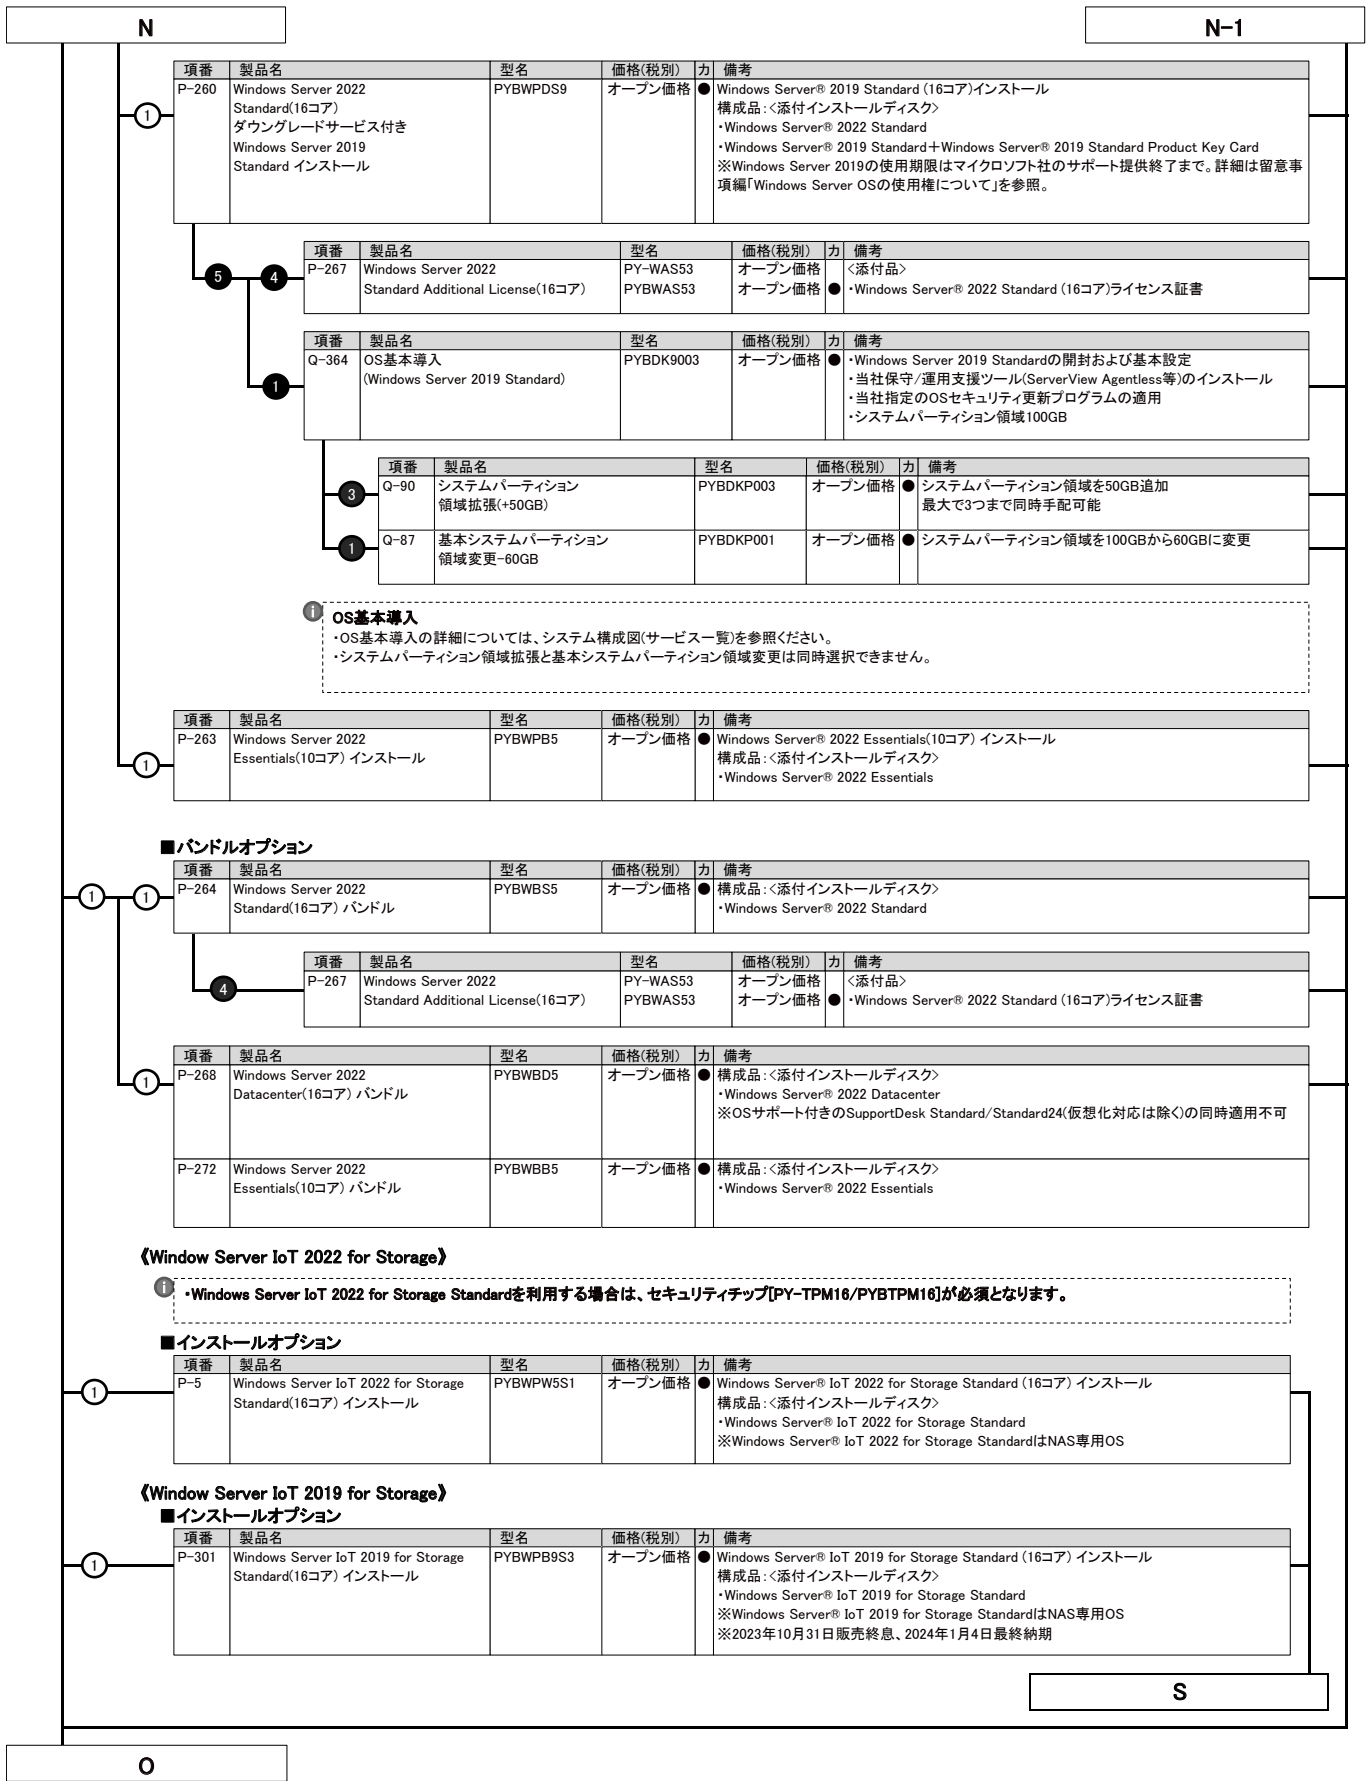 N
N-1
項番 製品名 型名 価格(税別) カ 備考
P-260 Windows Server 2022 PYBWPDS9 オープン価格 ● Windows Server® 2019 Standard (16コア)インストール
Standard(16コア) 構成品:<添付インストールディスク>
ダウングレードサービス付き ・Windows Server® 2022 Standard
Windows Server 2019 ・Windows Server® 2019 Standard+Windows Server® 2019 Standard Product Key Card
Standard インストール ※Windows Server 2019の使用期限はマイクロソフト社のサポート提供終了まで。詳細は留意事
項編「Windows Server OSの使用権について」を参照。
1
項番 製品名 型名 価格(税別) カ 備考
5 4 P-267 Windows Server 2022 PY-WAS53 オープン価格 <添付品>
Standard Additional License(16コア) PYBWAS53 オープン価格 ● ・Windows Server® 2022 Standard (16コア)ライセンス証書
項番 製品名 型名 価格(税別) カ 備考
Q-364 OS基本導入 PYBDK9003 オープン価格 ● ・Windows Server 2019 Standardの開封および基本設定
1 (Windows Server 2019 Standard) ・当社保守/運用支援ツール(ServerView Agentless等)のインストール
・当社指定のOSセキュリティ更新プログラムの適用
・システムパーティション領域100GB
項番 製品名 型名 価格(税別) カ 備考
3 Q-90 システムパーティション PYBDKP003 オープン価格 ● システムパーティション領域を50GB追加
領域拡張(+50GB) 最大で3つまで同時手配可能
1 Q-87 基本システムパーティション PYBDKP001 オープン価格 ● システムパーティション領域を100GBから60GBに変更
領域変更-60GB
i OS基本導入
・OS基本導入の詳細については、システム構成図(サービス一覧)を参照ください。
・システムパーティション領域拡張と基本システムパーティション領域変更は同時選択できません。
項番 製品名 型名 価格(税別) カ 備考
1 P-263 Windows Server 2022 PYBWPB5 オープン価格 ● Windows Server® 2022 Essentials(10コア) インストール
Essentials(10コア) インストール 構成品:<添付インストールディスク>
・Windows Server® 2022 Essentials
■バンドルオプション
項番 製品名 型名 価格(税別) カ 備考
1 1 P-264 Windows Server 2022 PYBWBS5 オープン価格 ● 構成品:<添付インストールディスク>
Standard(16コア) バンドル ・Windows Server® 2022 Standard
項番 製品名 型名 価格(税別) カ 備考
4 P-267 Windows Server 2022 PY-WAS53 オープン価格 <添付品>
Standard Additional License(16コア) PYBWAS53 オープン価格 ● ・Windows Server® 2022 Standard (16コア)ライセンス証書
項番 製品名 型名 価格(税別) カ 備考
1 P-268 Windows Server 2022 PYBWBD5 オープン価格 ● 構成品:<添付インストールディスク>
Datacenter(16コア) バンドル ・Windows Server® 2022 Datacenter
※OSサポート付きのSupportDesk Standard/Standard24(仮想化対応は除く)の同時適用不可
P-272 Windows Server 2022 PYBWBB5 オープン価格 ● 構成品:<添付インストールディスク>
Essentials(10コア) バンドル ・Windows Server® 2022 Essentials
《Window Server IoT 2022 for Storage》
i ・Windows Server IoT 2022 for Storage Standardを利用する場合は、セキュリティチップ[PY-TPM16/PYBTPM16]が必須となります。
■インストールオプション
項番 製品名 型名 価格(税別) カ 備考
1 P-5 Windows Server IoT 2022 for Storage PYBWPW5S1 オープン価格 ● Windows Server® IoT 2022 for Storage Standard (16コア) インストール
Standard(16コア) インストール 構成品:<添付インストールディスク>
・Windows Server® IoT 2022 for Storage Standard
※Windows Server® IoT 2022 for Storage StandardはNAS専用OS
《Window Server IoT 2019 for Storage》
■インストールオプション
項番 製品名 型名 価格(税別) カ 備考
1 P-301 Windows Server IoT 2019 for Storage PYBWPB9S3 オープン価格 ● Windows Server® IoT 2019 for Storage Standard (16コア) インストール
Standard(16コア) インストール 構成品:<添付インストールディスク>
・Windows Server® IoT 2019 for Storage Standard
※Windows Server® IoT 2019 for Storage StandardはNAS専用OS
※2023年10月31日販売終息、2024年1月4日最終納期
S
O